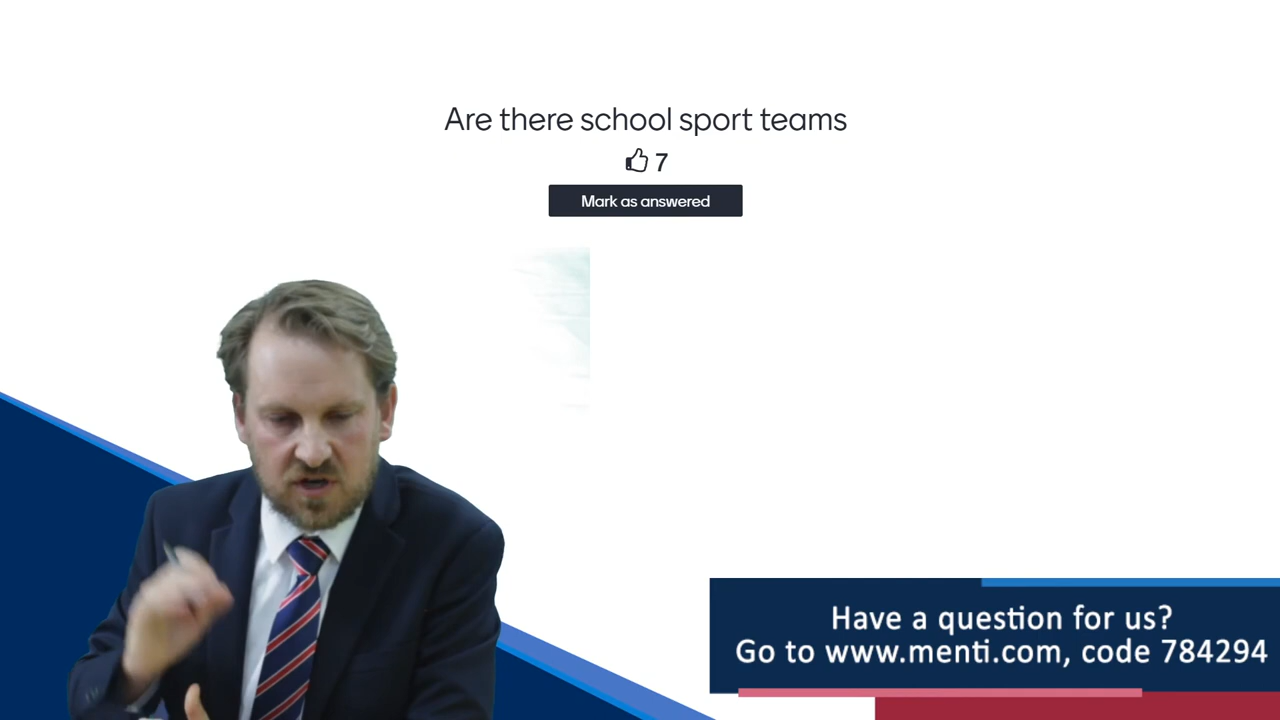 Are there school sport teams
7
Mark as answered
Have a question for us?
Go to www.menti.com, code 784294